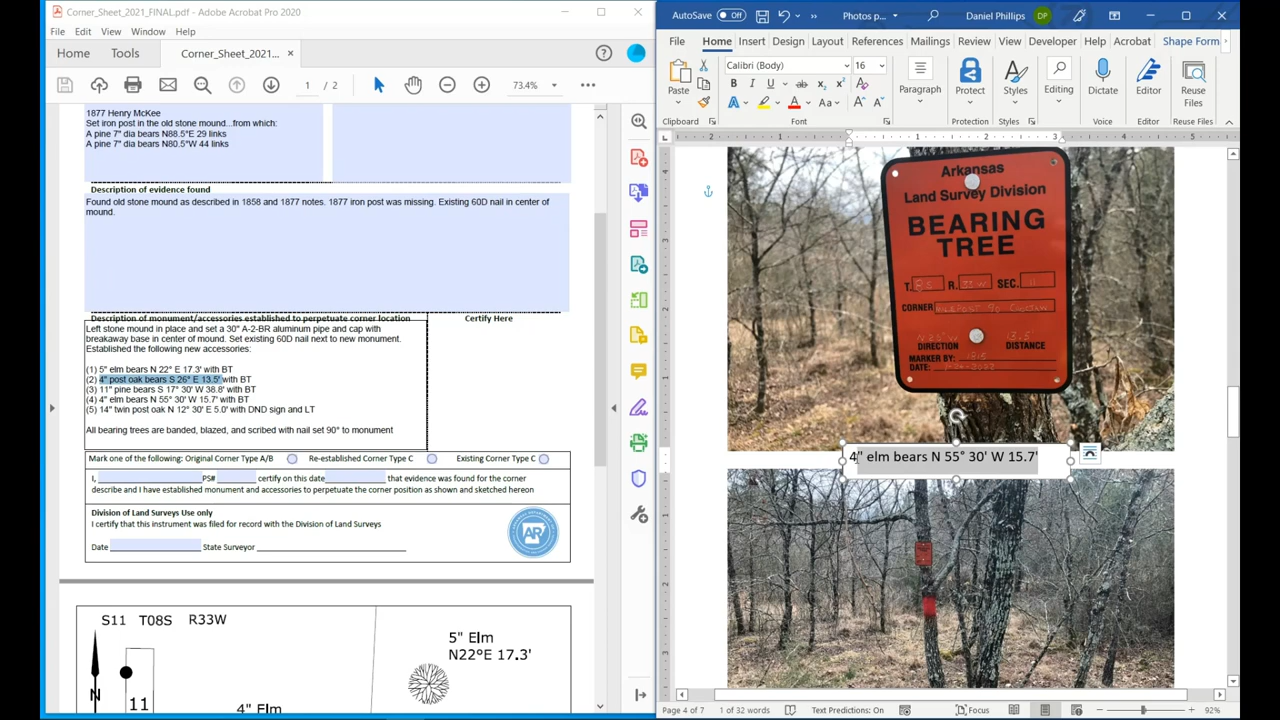 Corner_Sheet_2021_FINAL.pdf - Adobe Acrobat Pro 2020
File Edit View Window Help
Home Tools Corner_Sheet_2021...
/ 2 73.4%
1877 Henry McKee
Set iron post in the old stone mound...from which:
A pine 7" dia bears N88.5°E 29 links
A pine 7" dia bears N80.5°W 44 links
Description of evidence found
Found old stone mound as described in 1858 and 1877 notes. 1877 iron post was missing. Existing 60D nail in center of
mound.
Description of monument/accessories established to perpetuate corner location
Certify Here
Left stone mound in place and set a 30" A-2-BR aluminum pipe and cap with
breakaway base in center of mound. Set existing 60D nail next to new monument.
Established the following new accessories:
(1) 5" elm bears N 22° E 17.3' with BT
(2) 4" post oak bears S 26° E 13.5' with BT
(3) 11" pine bears S 17° 30' W 38.8' with BT
(4) 4" elm bears N 55° 30' W 15.7' with BT
(5) 14" twin post oak N 12° 30' E 5.0' with DND sign and LT
All bearing trees are banded, blazed, and scribed with nail set 90° to monument
Mark one of the following: Original Corner Type A/B Re-established Corner Type C Existing Corner Type C
I, PS# certify on this date that evidence was found for the corner
describe and I have established monument and accessories to perpetuate the corner position as shown and sketched hereon
Division of Land Surveys Use only
I certify that this instrument was filed for record with the Division of Land Surveys
Date State Surveyor
AR
S11 T08S R33W
5" Elm
N22°E 17.3'
N
11
4" Elm
AutoSave Off Photos p... Daniel Phillips DP
File Home Insert Design Layout References Mailings Review View Developer Help Acrobat Shape Form
Calibri (Body) 16
Paste
B I U ab x₂ x²
A A Aa A A
Paragraph Protect Styles Editing Dictate Editor Reuse Files
Clipboard Font Protection Styles Voice Editor Reuse Files
2 1 1 2 3
Arkansas
Land Survey Division
BEARING
TREE
T. 8 S R. 33 W SEC. 11
CORNER
DIRECTION DISTANCE
MARKER BY:
DATE:
4" elm bears N 55° 30' W 15.7'
Page 4 of 7 1 of 32 words Text Predictions: On Focus 92%